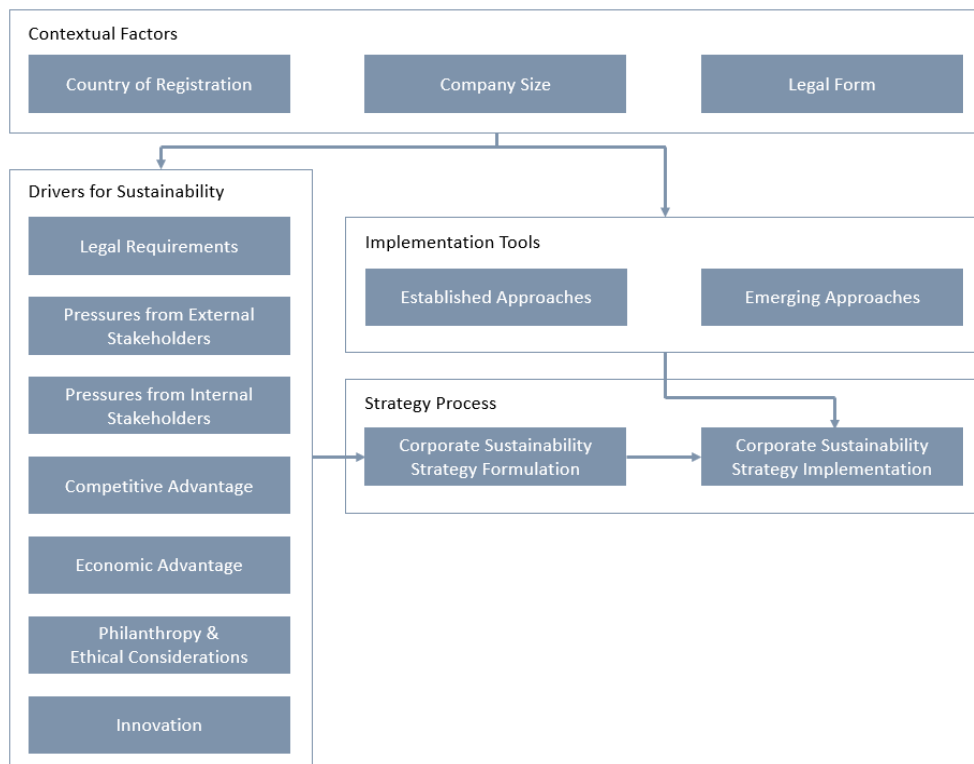 Contextual Factors
Country of Registration
Company Size
Legal Form
Drivers for Sustainability
Legal Requirements
Pressures from External
Stakeholders
Pressures from Internal
Stakeholders
Competitive Advantage
Economic Advantage
Philanthropy &
Ethical Considerations
Innovation
Implementation Tools
Established Approaches
Emerging Approaches
Strategy Process
Corporate Sustainability
Strategy Formulation
Corporate Sustainability
Strategy Implementation